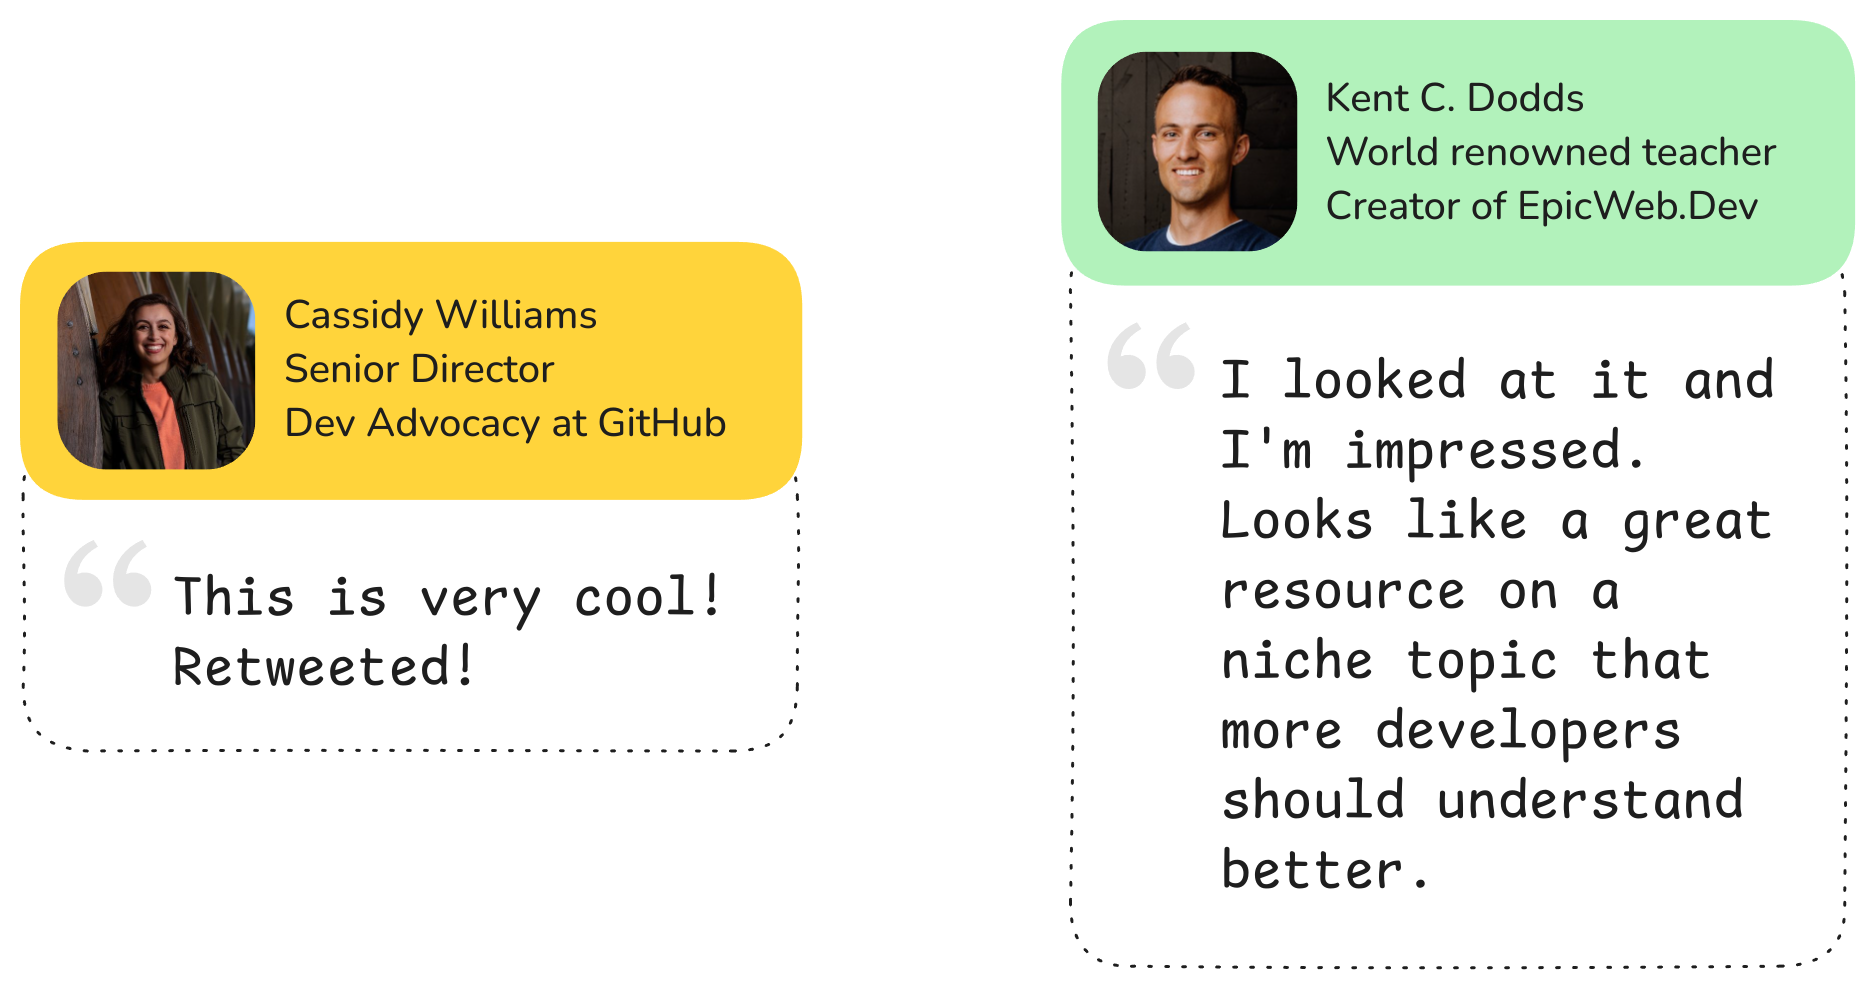 Cassidy Williams
Senior Director
Dev Advocacy at GitHub
“ This is very cool!
Retweeted!
Kent C. Dodds
World renowned teacher
Creator of EpicWeb.Dev
“ I looked at it and
I'm impressed.
Looks like a great
resource on a
niche topic that
more developers
should understand
better.